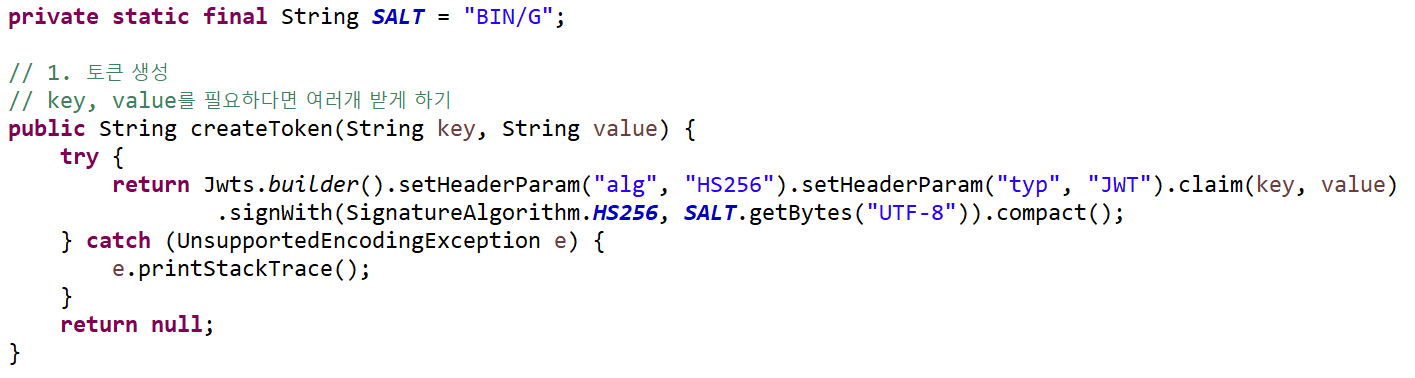 private static final String SALT = "BIN/G";
// 1. 토큰 생성
// key, value를 필요하다면 여러개 받게 하기
public String createToken(String key, String value) {
try {
return Jwts.builder().setHeaderParam("alg", "HS256").setHeaderParam("typ", "JWT").claim(key, value)
.signWith(SignatureAlgorithm.HS256, SALT.getBytes("UTF-8")).compact();
} catch (UnsupportedEncodingException e) {
e.printStackTrace();
}
return null;
}